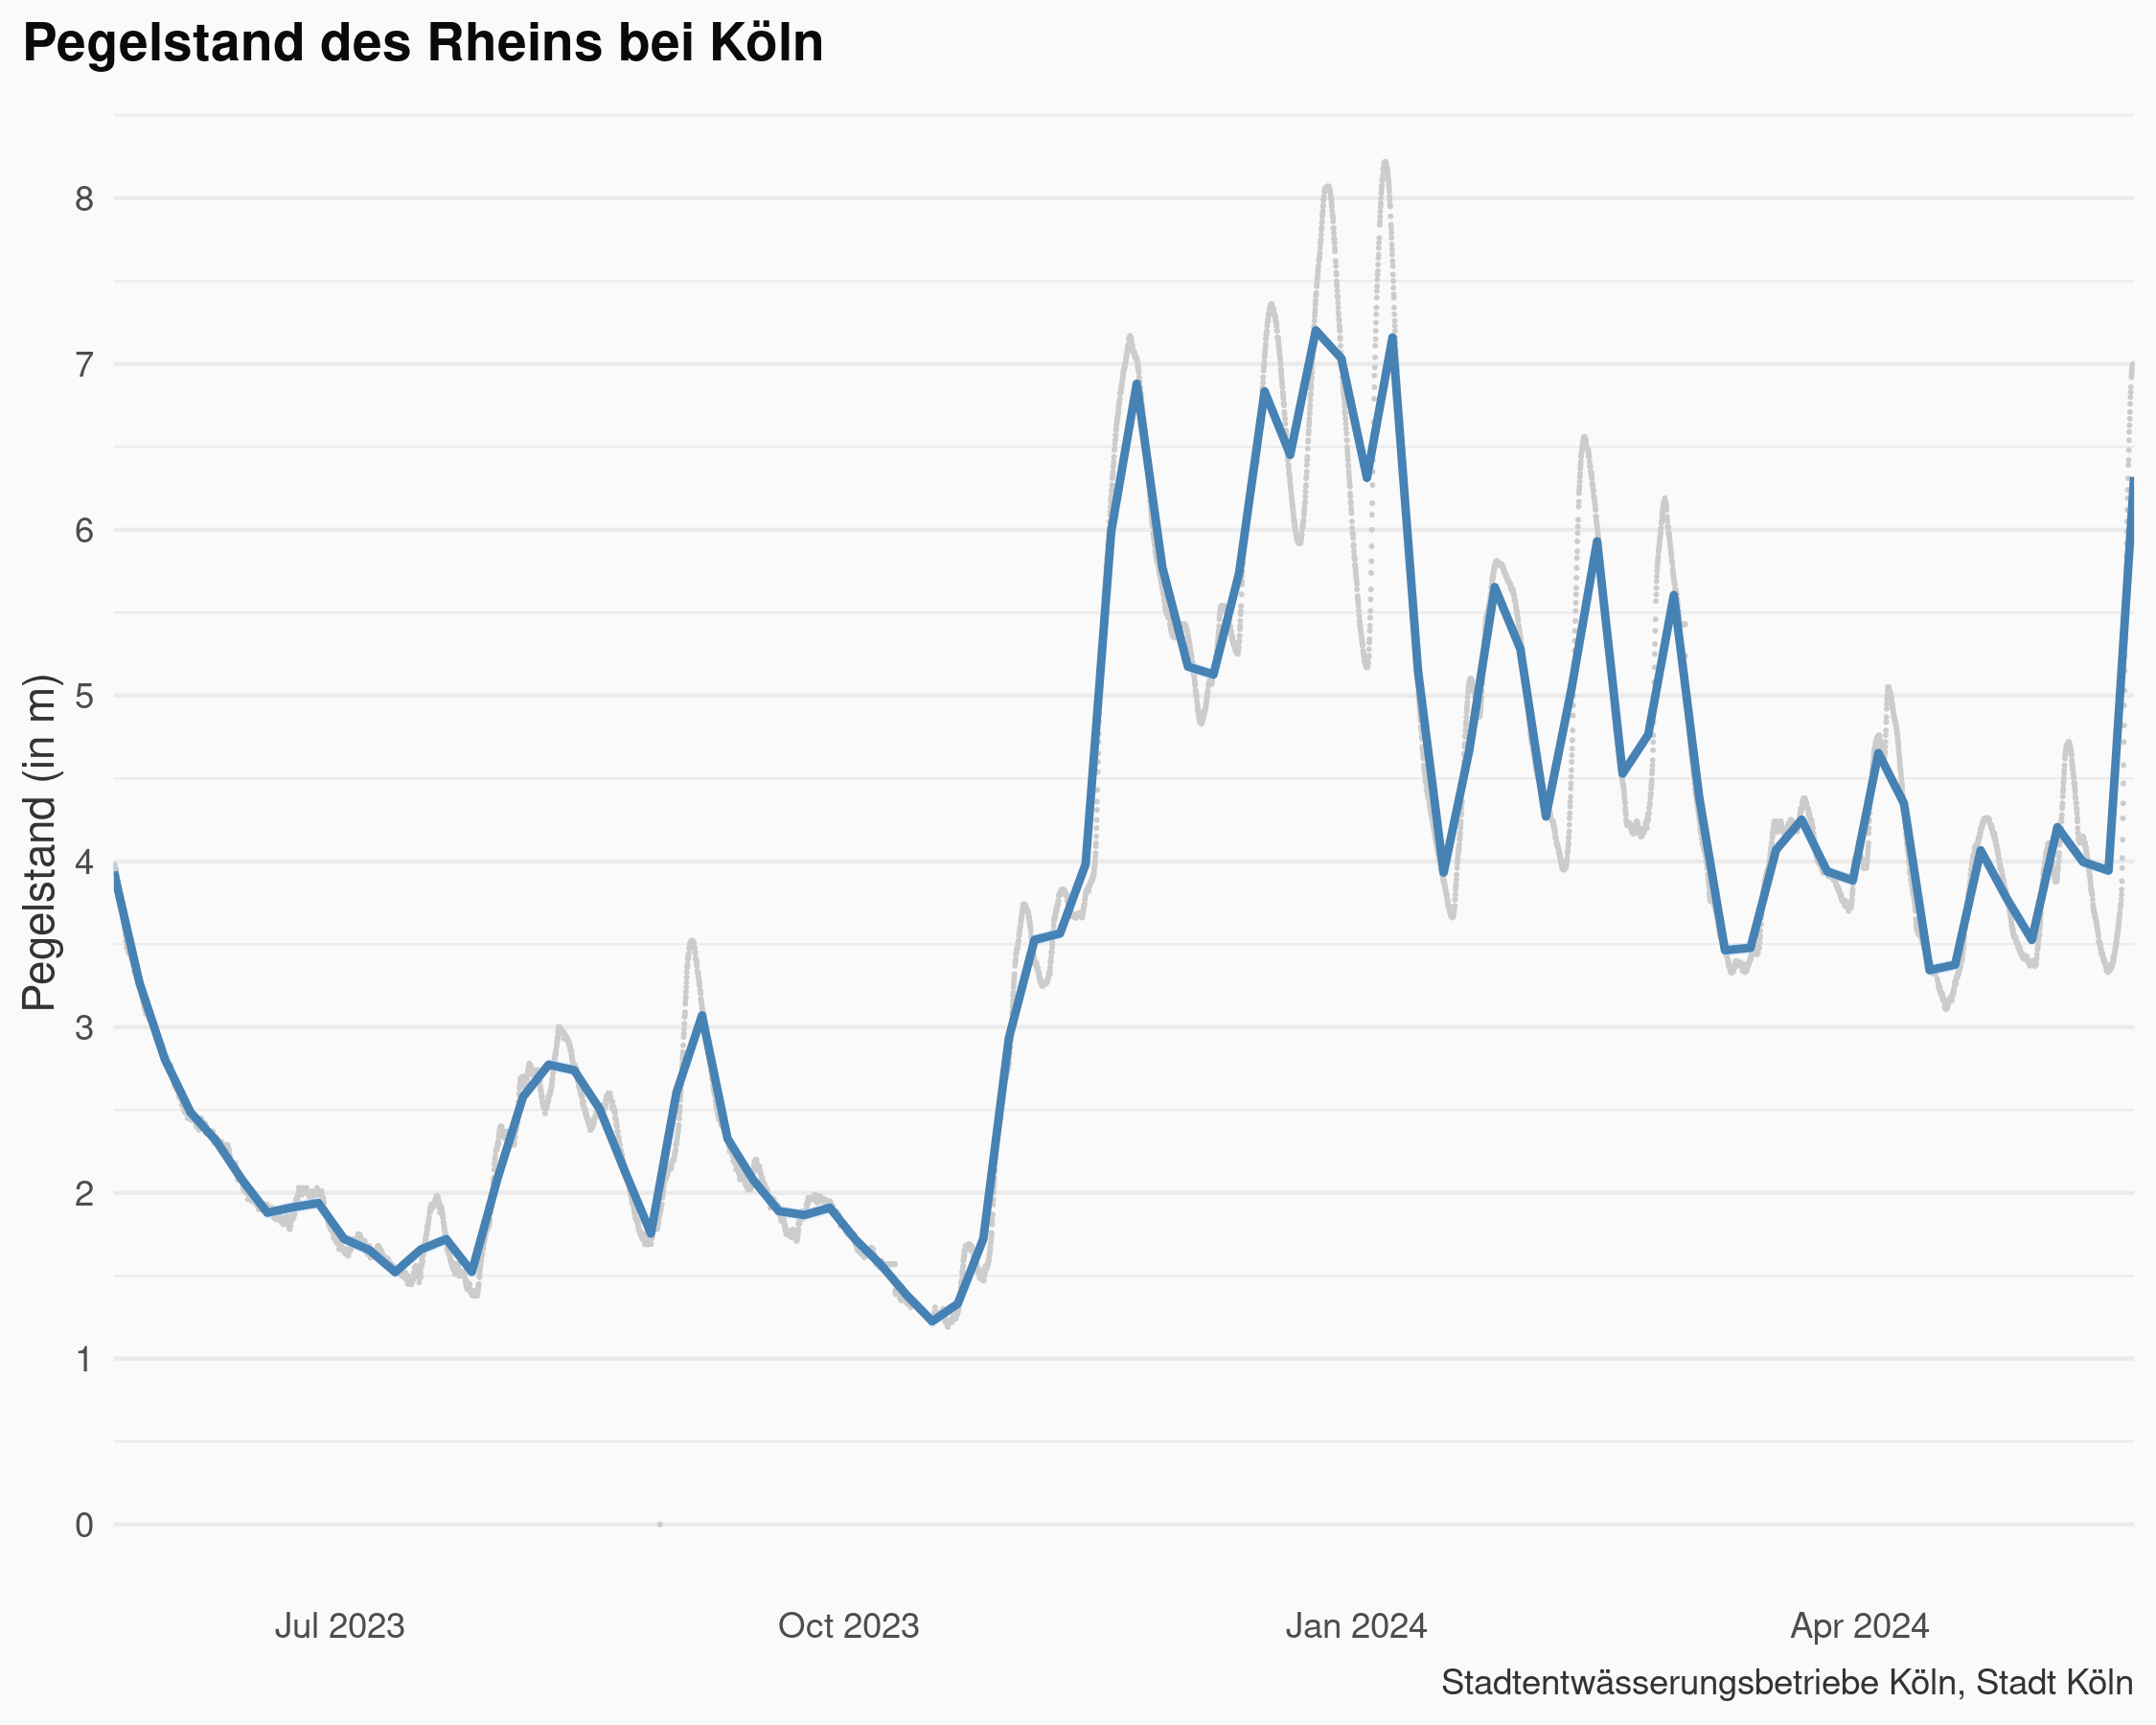 Pegelstand des Rheins bei Köln
Pegelstand (in m)
8
7
6
5
4
3
2
1
0
Jul 2023 Oct 2023 Jan 2024 Apr 2024
Stadtentwässerungsbetriebe Köln, Stadt Köln